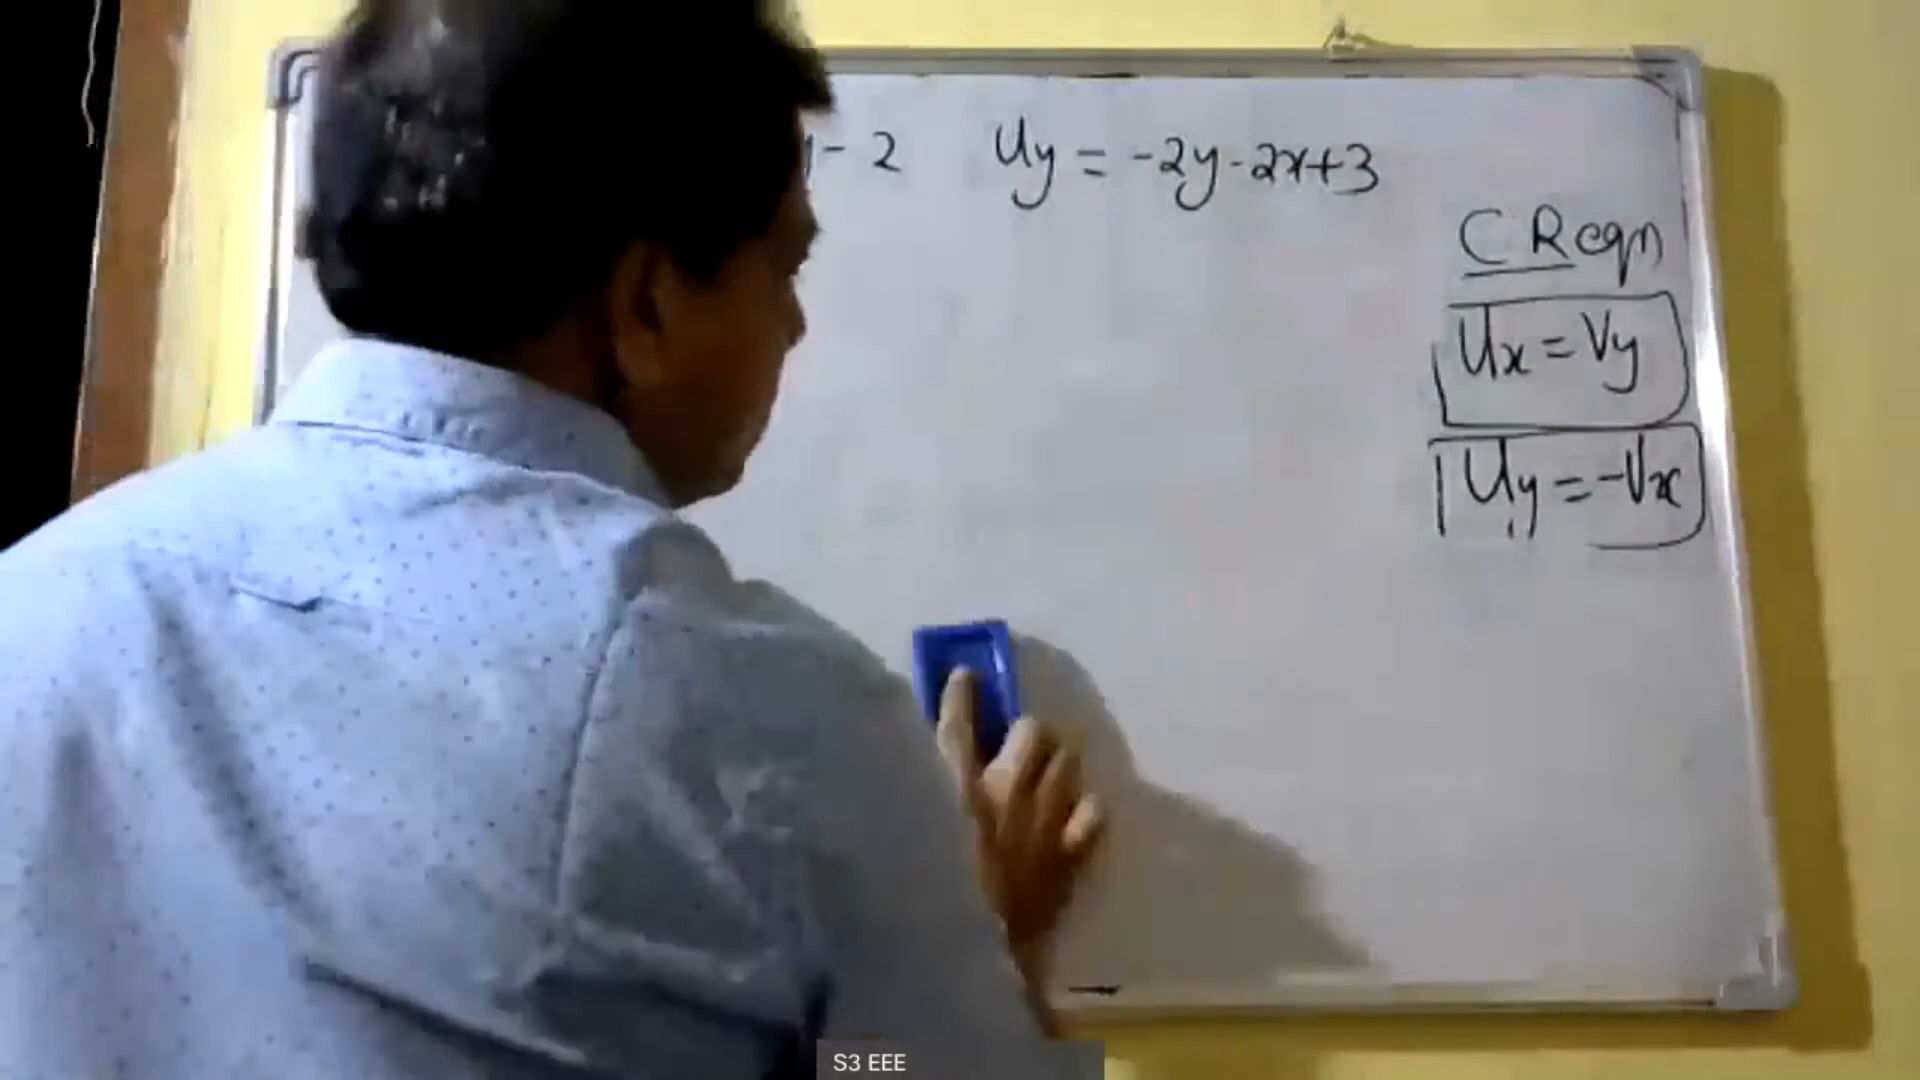 - 2 Uy = -2y-2x+3
C R eqn
Ux = Vy
Uy = -Vx
S3 EEE